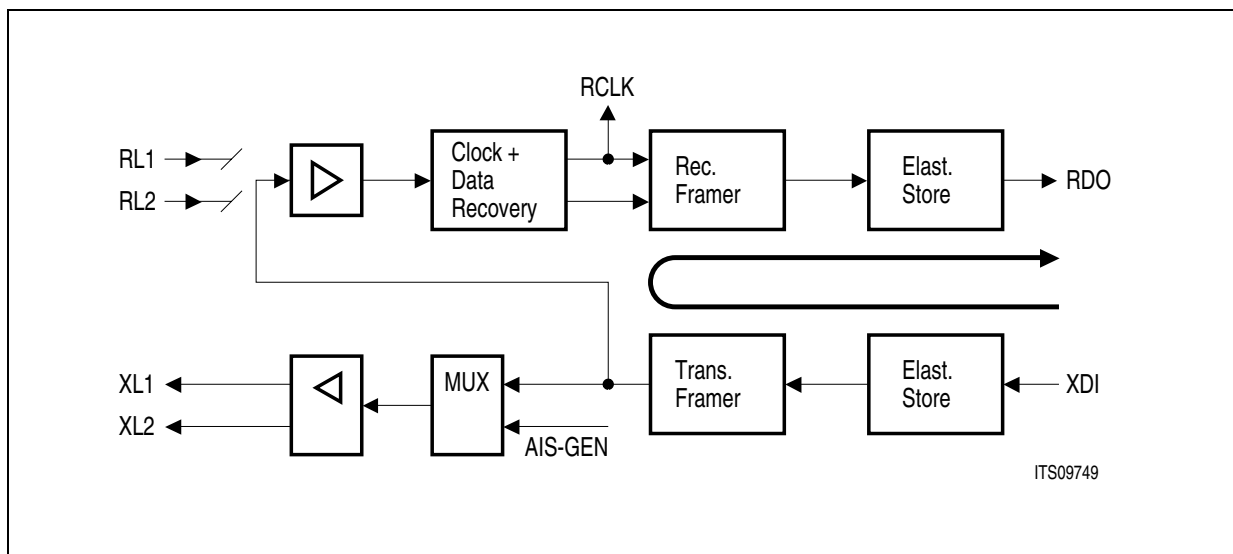 RCLK
RL1
RL2
Clock +
Data
Recovery
Rec.
Framer
Elast.
Store
RDO
XL1
XL2
MUX
AIS-GEN
Trans.
Framer
Elast.
Store
XDI
ITS09749